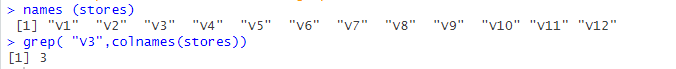 > names (stores)
[1] "V1" "V2" "V3" "V4" "V5" "V6" "V7" "V8" "V9" "V10" "V11" "V12"
> grep( "V3",colnames(stores))
[1] 3